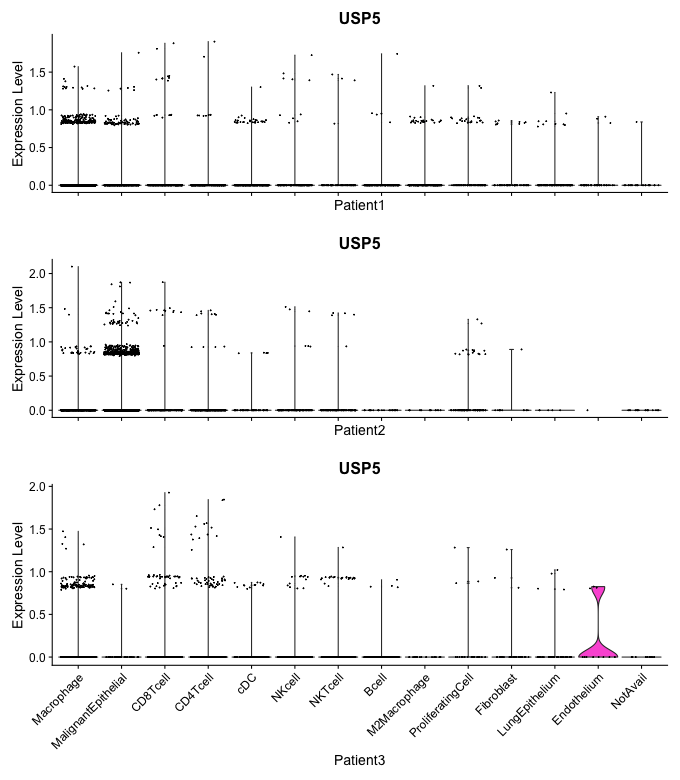 USP5
Expression Level
1.5
1.0
0.5
0.0
Patient1
USP5
Expression Level
2.0
1.5
1.0
0.5
0.0
Patient2
USP5
Expression Level
2.0
1.5
1.0
0.5
0.0
Macrophage
MalignantEpithelial
CD8Tcell
CD4Tcell
cDC
NKcell
NKTcell
Bcell
M2Macrophage
ProliferatingCell
Fibroblast
LungEpithelium
Endothelium
NotAvail
Patient3